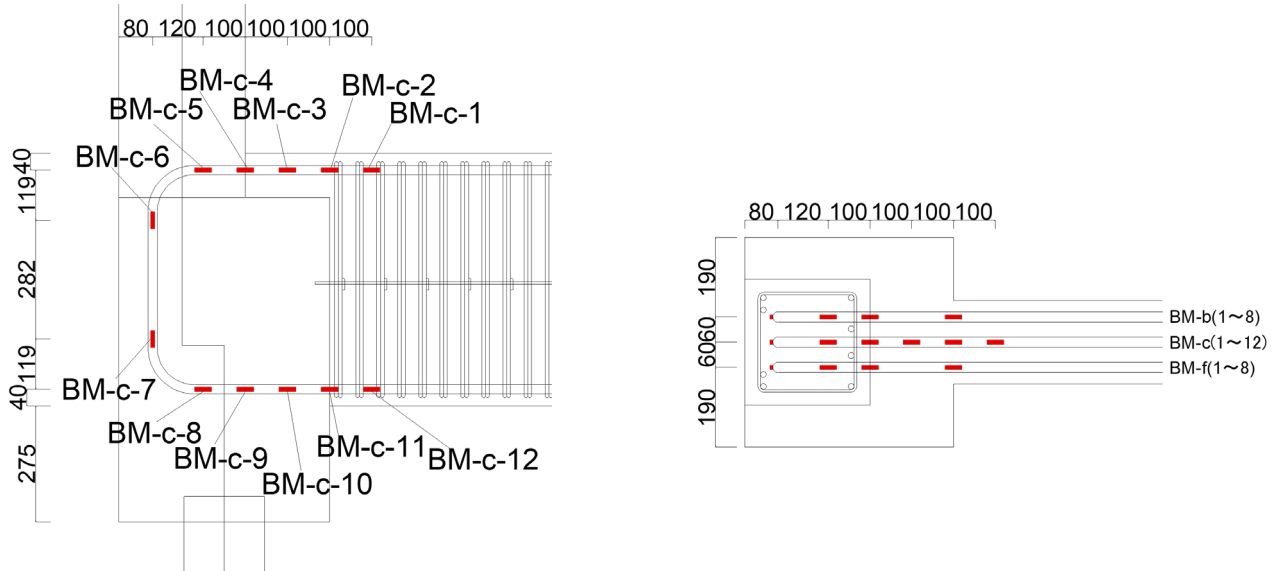 80 120 100 100 100 100
BM-c-4
BM-c-2
BM-c-5
BM-c-3
BM-c-1
BM-c-6
40
119
282
119
40
275
BM-c-7
BM-c-8
BM-c-9
BM-c-10
BM-c-11
BM-c-12
80 120 100 100 100 100
190
60
60
190
BM-b(1～8)
BM-c(1～12)
BM-f(1～8)